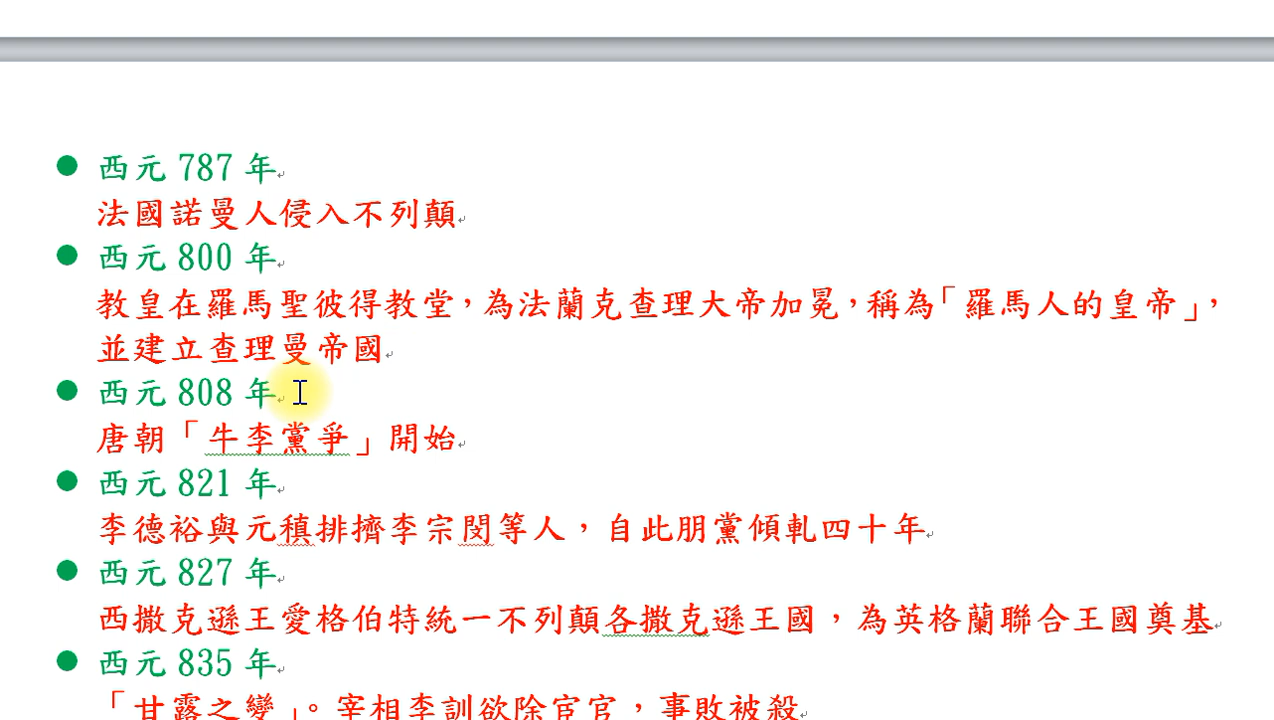 西元 787 年
法國諾曼人侵入不列顛
西元 800 年
教皇在羅馬聖彼得教堂，為法蘭克查理大帝加冕，稱為「羅馬人的皇帝」，
並建立查理曼帝國
西元 808 年
唐朝「牛李黨爭」開始
西元 821 年
李德裕與元稹排擠李宗閔等人，自此朋黨傾軋四十年
西元 827 年
西撒克遜王愛格伯特統一不列顛各撒克遜王國，為英格蘭聯合王國奠基
西元 835 年
「甘露之變」。宰相李訓欲除宦官，事敗被殺